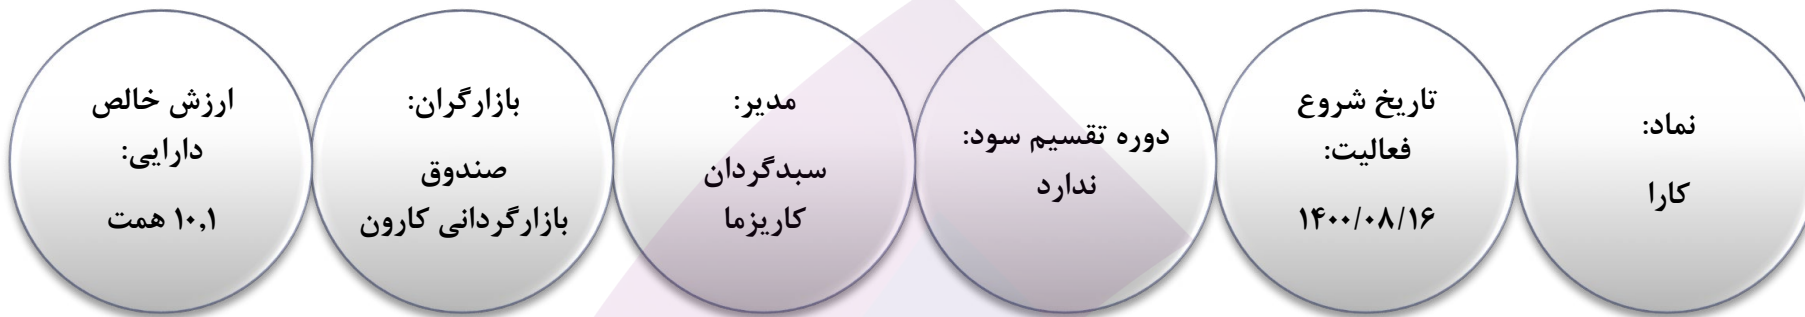 نماد:
کارا
تاریخ شروع
فعالیت:
۱۴۰۰/۰۸/۱۶
دوره تقسیم سود:
ندارد
مدیر:
سبدگردان
کاریزما
بازارگران:
صندوق
بازارگردانی کارون
ارزش خالص
دارایی:
۱۰,۱ همت